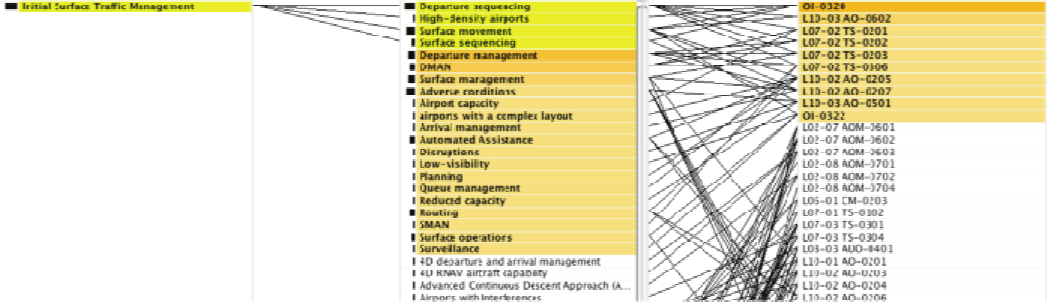 Initial Surface Traffic Management
Departure sequencing
High-density airports
Surface movement
Surface sequencing
Departure management
DMAN
Surface management
Adverse conditions
Airport capacity
airports with a complex layout
Arrival management
Automated Assistance
Disruptions
Low-visibility
Planning
Queue management
Reduced capacity
Routing
SMAN
Surface operations
Surveillance
4D departure and arrival management
4D RNAV aircraft capability
Advanced Continuous Descent Approach (A...
Airports with Interferences
OI-0320
L10-03 AO-0602
L07-02 TS-0201
L07-02 TS-0202
L07-02 TS-0203
L07-02 TS-0306
L10-02 AO-0205
L10-02 AO-0207
L10-03 AO-0501
OI-0322
L02-07 AOM-0601
L02-07 AOM-0602
L02-07 AOM-0603
L02-08 AOM-0701
L02-08 AOM-0702
L02-08 AOM-0704
L06-01 CM-0203
L07-01 TS-0102
L07-03 TS-0301
L07-03 TS-0304
L08-03 AUO-0401
L10-01 AO-0201
L10-02 AO-0203
L10-02 AO-0204
L10-02 AO-0206